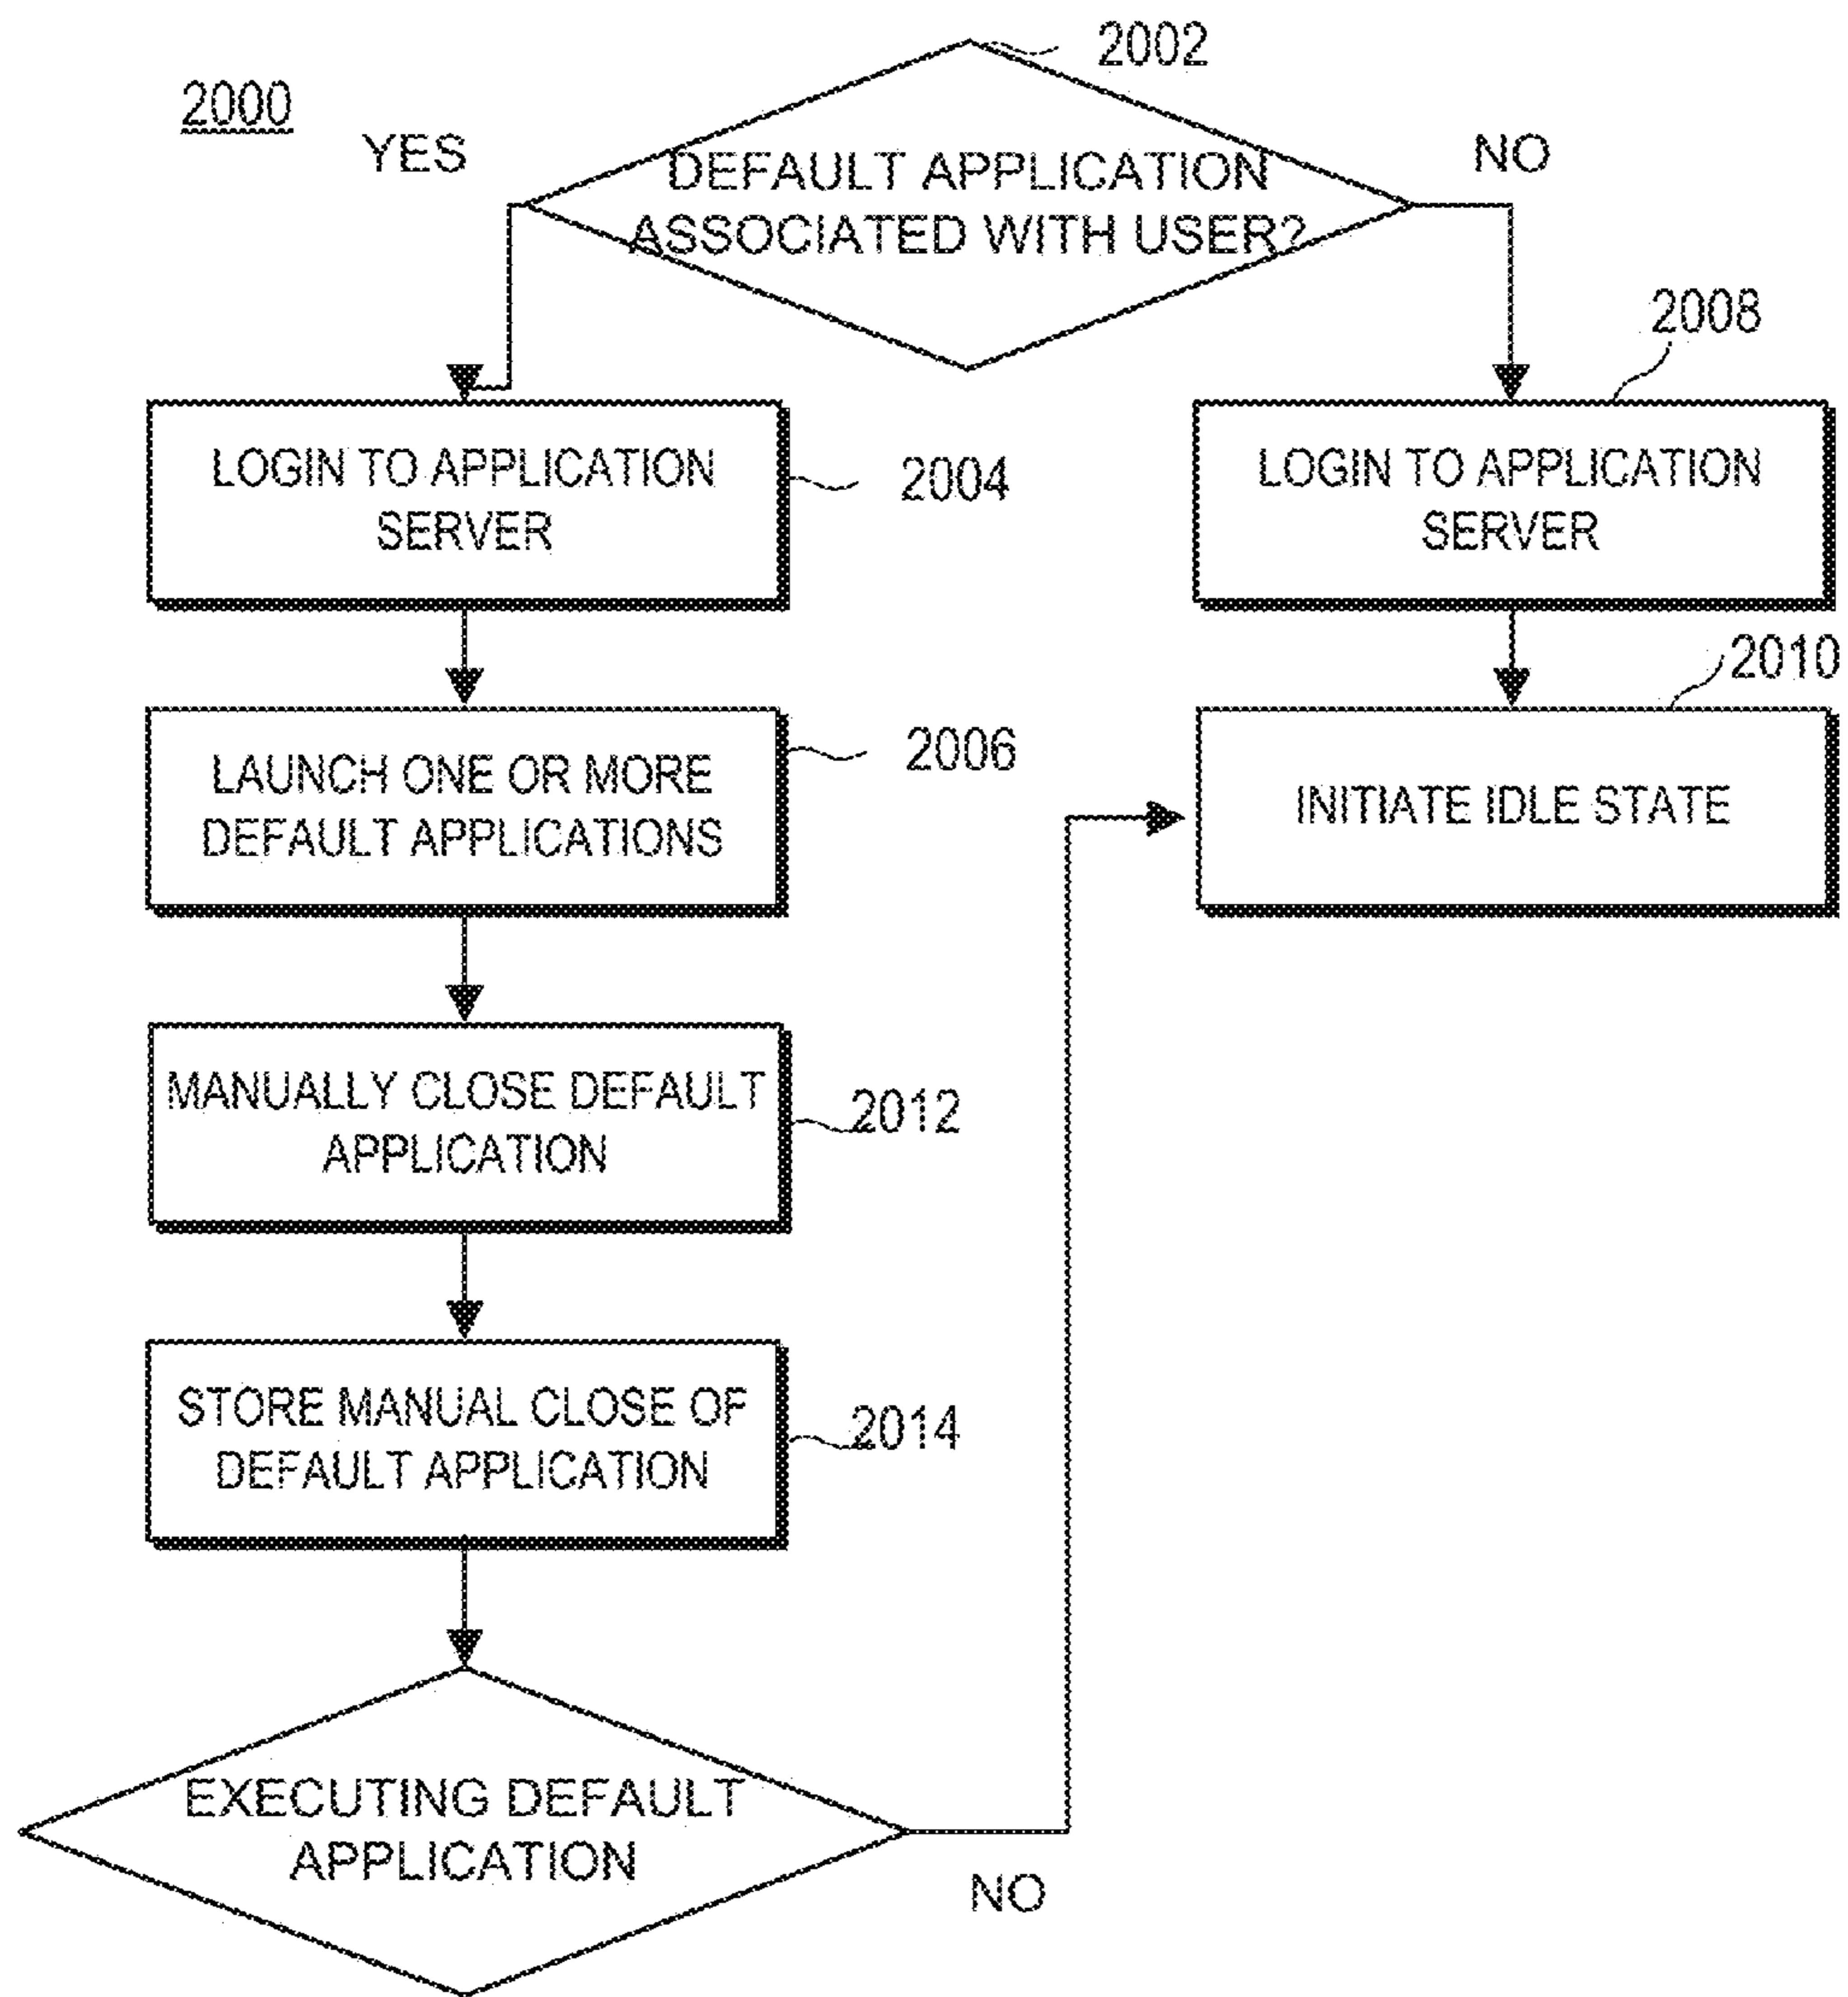 2002
2000
YES
NO
DEFAULT APPLICATION
ASSOCIATED WITH USER?
2008
LOGIN TO APPLICATION
SERVER
2004
LOGIN TO APPLICATION
SERVER
2010
LAUNCH ONE OR MORE
DEFAULT APPLICATIONS
2006
INITIATE IDLE STATE
MANUALLY CLOSE DEFAULT
APPLICATION
2012
STORE MANUAL CLOSE OF
DEFAULT APPLICATION
2014
EXECUTING DEFAULT
APPLICATION
NO